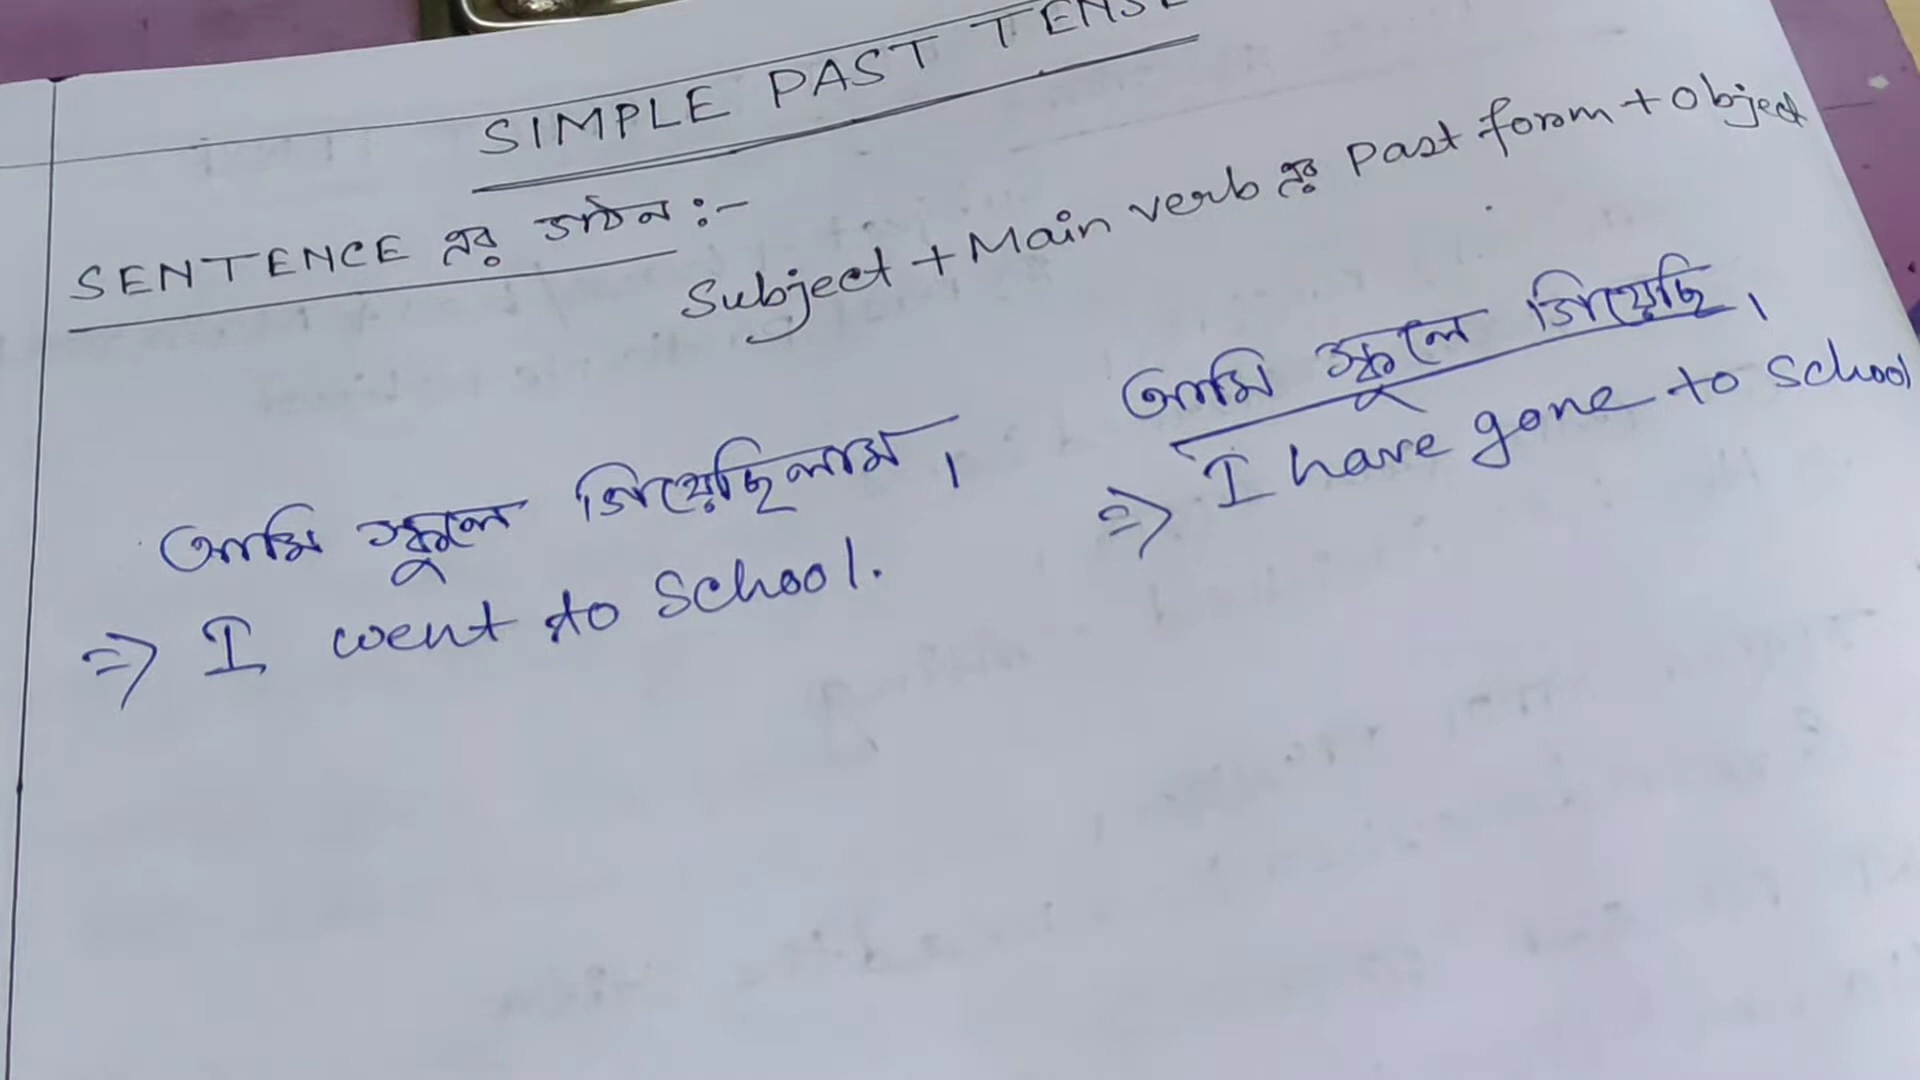 SIMPLE PAST TENSE
SENTENCE এর গঠন :-
Subject + Main verb এর Past form + Object
আমি স্কুলে গিয়েছি।
⇒ I have gone to School
আমি স্কুলে গিয়েছিলাম।
⇒ I went to School.